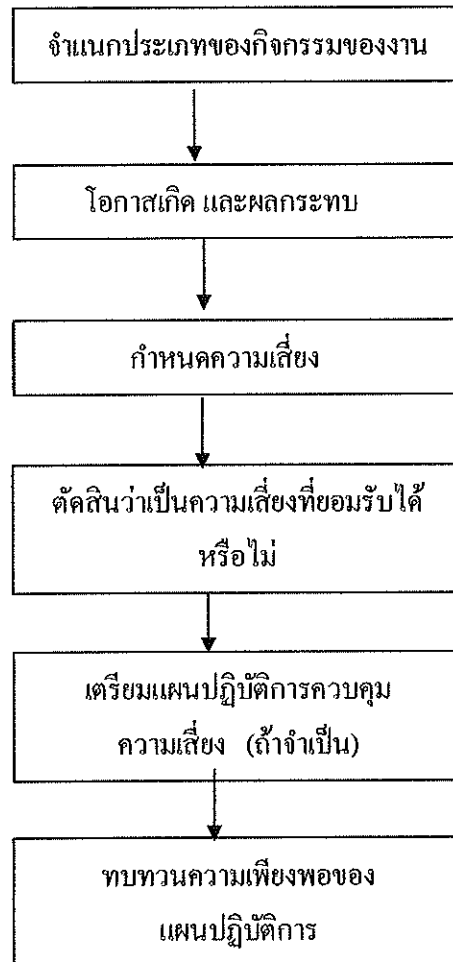 จำแนกประเภทของกิจกรรมของงาน
โอกาสเกิด และผลกระทบ
กำหนดความเสี่ยง
ตัดสินว่าเป็นความเสี่ยงที่ยอมรับได้
หรือไม่
เตรียมแผนปฏิบัติการควบคุม
ความเสี่ยง (ถ้าจำเป็น)
ทบทวนความเพียงพอของ
แผนปฏิบัติการ